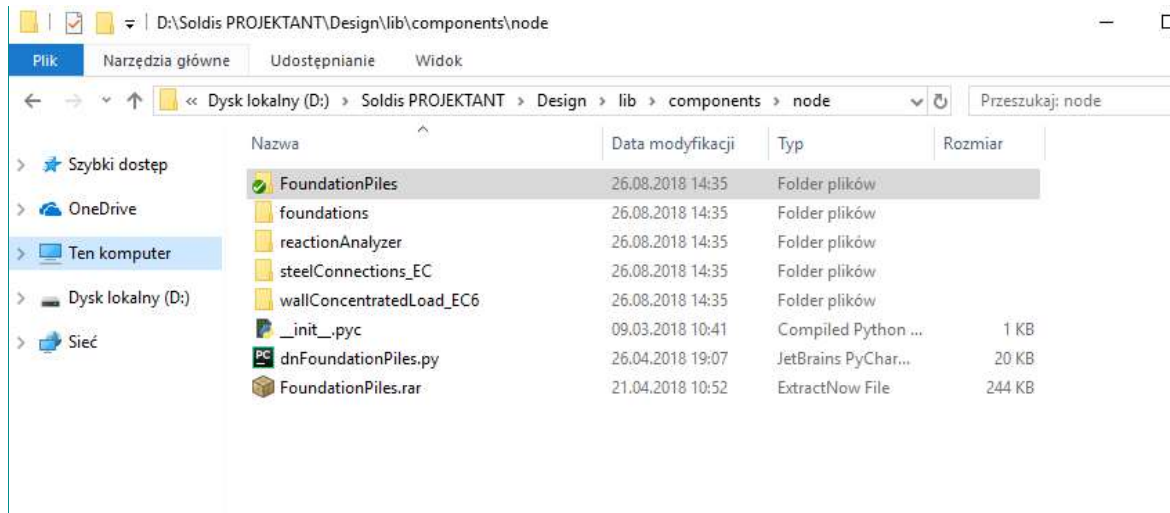 D:\Soldis PROJEKTANT\Design\lib\components\node
Plik Narzędzia główne Udostępnianie Widok
« Dysk lokalny (D:) > Soldis PROJEKTANT > Design > lib > components > node Przeszukaj: node
Nazwa Data modyfikacji Typ Rozmiar
Szybki dostęp
OneDrive
Ten komputer
Dysk lokalny (D:)
Sieć
FoundationPiles 26.08.2018 14:35 Folder plików
foundations 26.08.2018 14:35 Folder plików
reactionAnalyzer 26.08.2018 14:35 Folder plików
steelConnections_EC 26.08.2018 14:35 Folder plików
wallConcentratedLoad_EC6 26.08.2018 14:35 Folder plików
__init__.pyc 09.03.2018 10:41 Compiled Python ... 1 KB
dnFoundationPiles.py 26.04.2018 19:07 JetBrains PyChar... 20 KB
FoundationPiles.rar 21.04.2018 10:52 ExtractNow File 244 KB